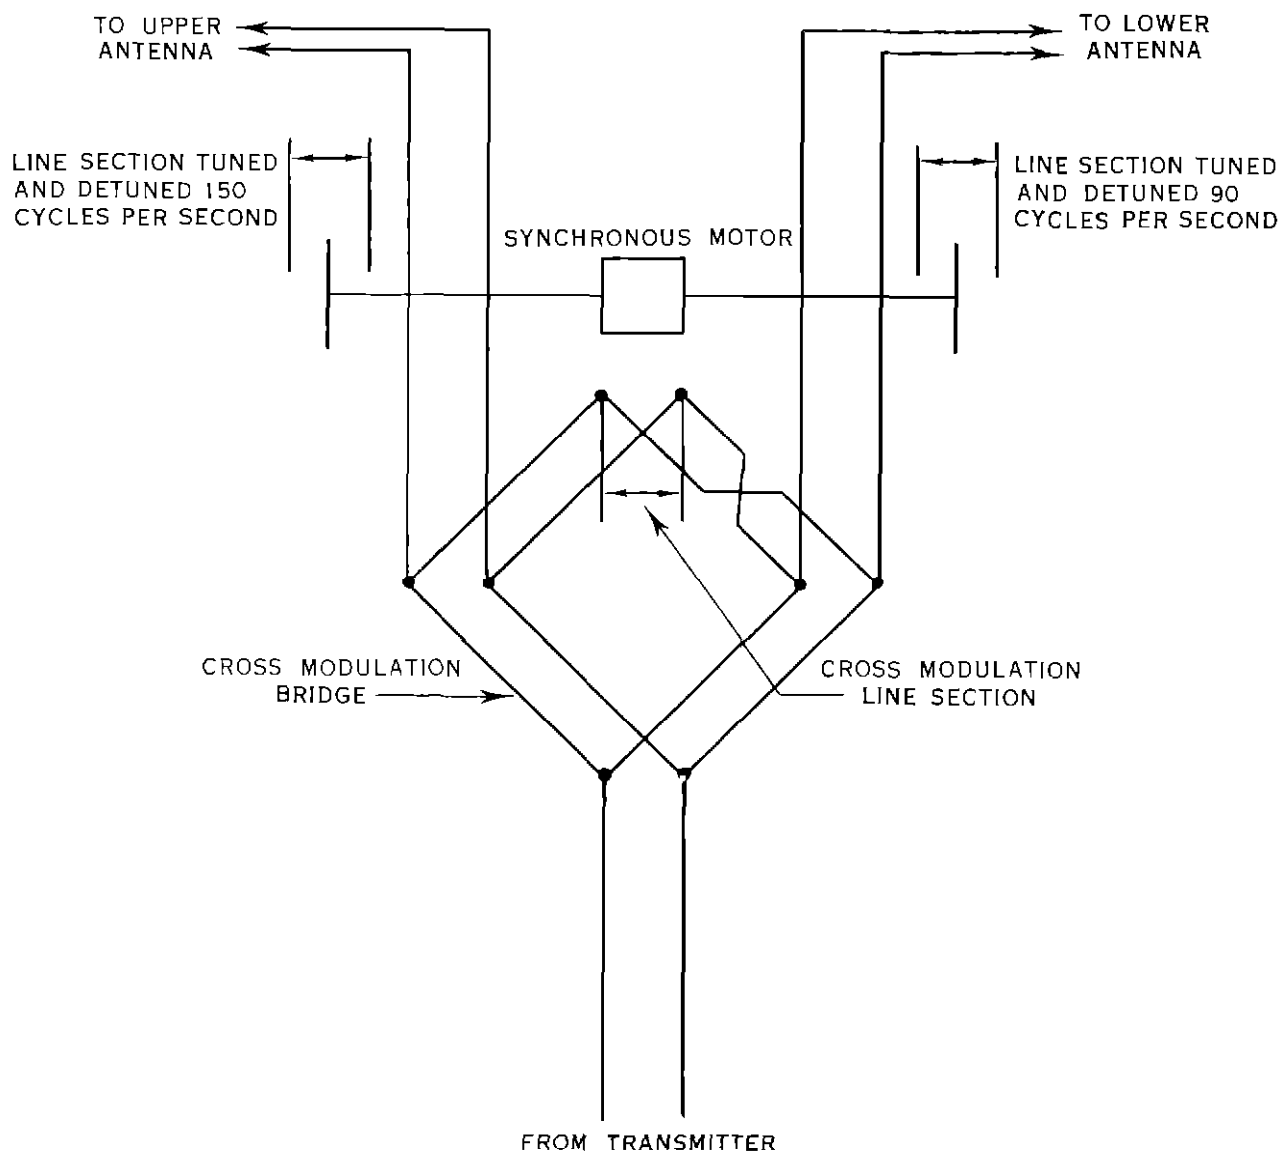 TO UPPER
ANTENNA
TO LOWER
ANTENNA
LINE SECTION TUNED
AND DETUNED 150
CYCLES PER SECOND
LINE SECTION TUNED
AND DETUNED 90
CYCLES PER SECOND
SYNCHRONOUS MOTOR
CROSS MODULATION
BRIDGE
CROSS MODULATION
LINE SECTION
FROM TRANSMITTER